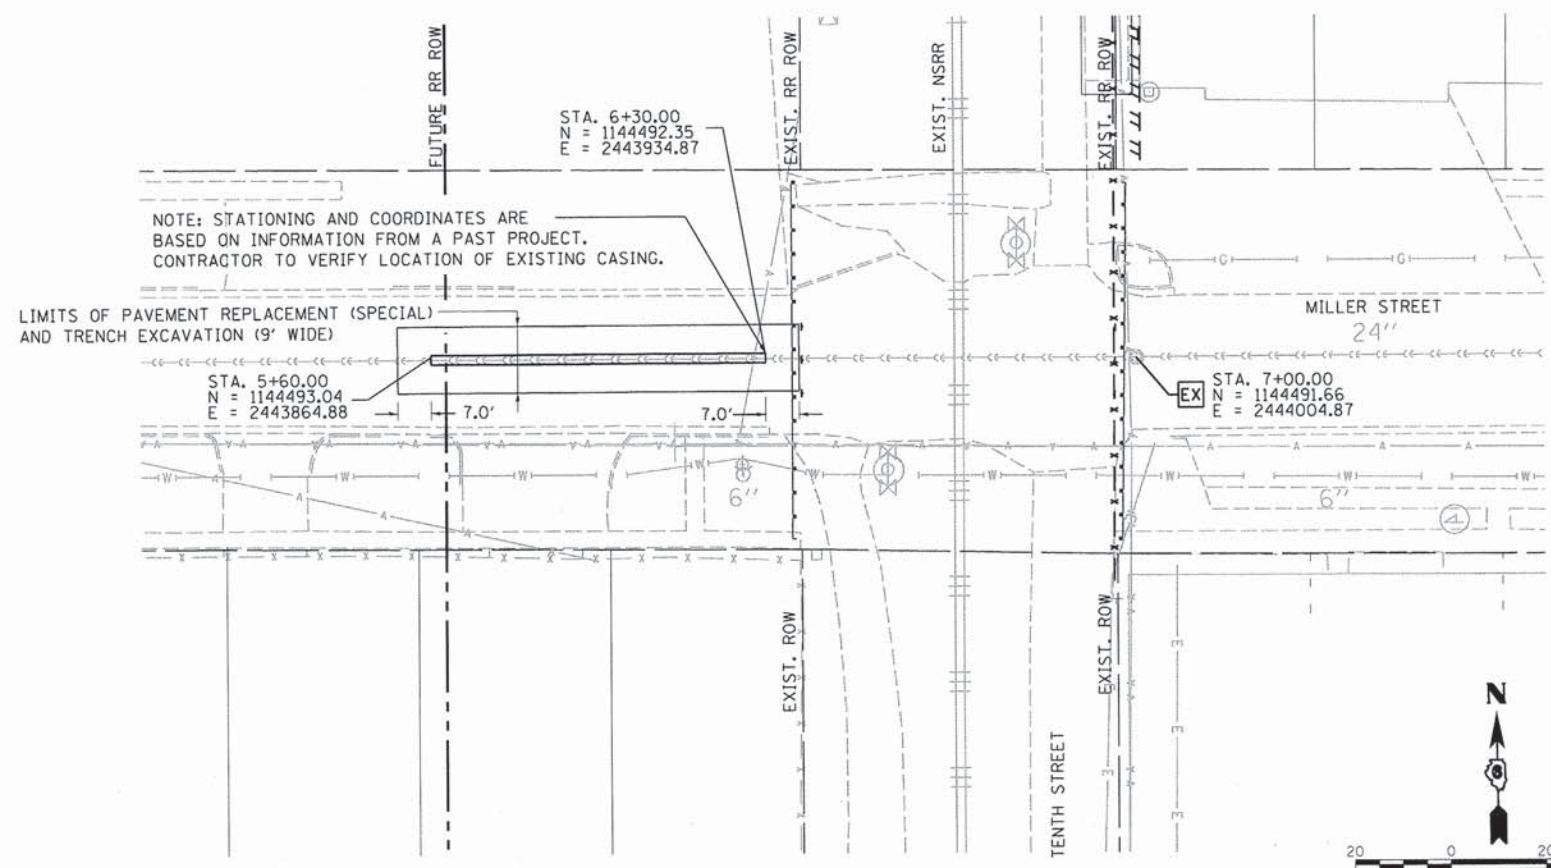 FUTURE RR ROW
EXIST. RR ROW
EXIST. NSRR
EXIST. RR ROW
STA. 6+30.00
N = 1144492.35
E = 2443934.87
NOTE: STATIONING AND COORDINATES ARE
BASED ON INFORMATION FROM A PAST PROJECT.
CONTRACTOR TO VERIFY LOCATION OF EXISTING CASING.
G
G
LIMITS OF PAVEMENT REPLACEMENT (SPECIAL)
AND TRENCH EXCAVATION (9' WIDE)
MILLER STREET
24''
STA. 5+60.00
N = 1144493.04
E = 2443864.88
7.0'
7.0'
EX
STA. 7+00.00
N = 1144491.66
E = 2444004.87
W
W
W
W
W
W
W
W
W
W
6''
6''
EXIST. ROW
EXIST. ROW
TENTH STREET
N
20
0
20